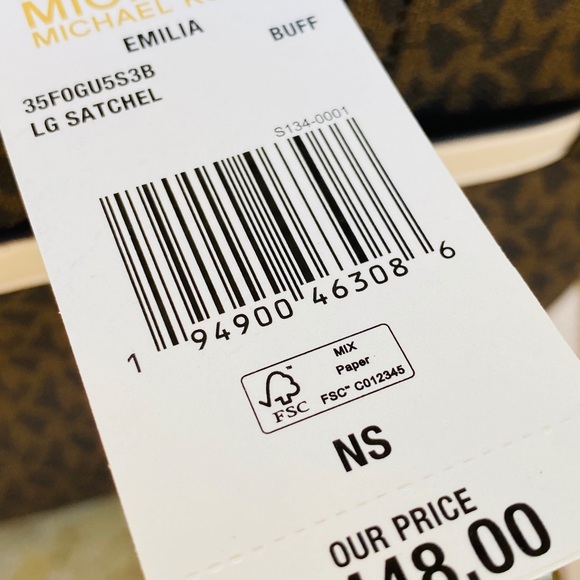 MICHAEL
EMILIA
BUFF
35F0GU5S3B
LG SATCHEL
S134-0001
1 94900 46308 6
FSC™
MIX
Paper
FSC™ C012345
NS
OUR PRICE